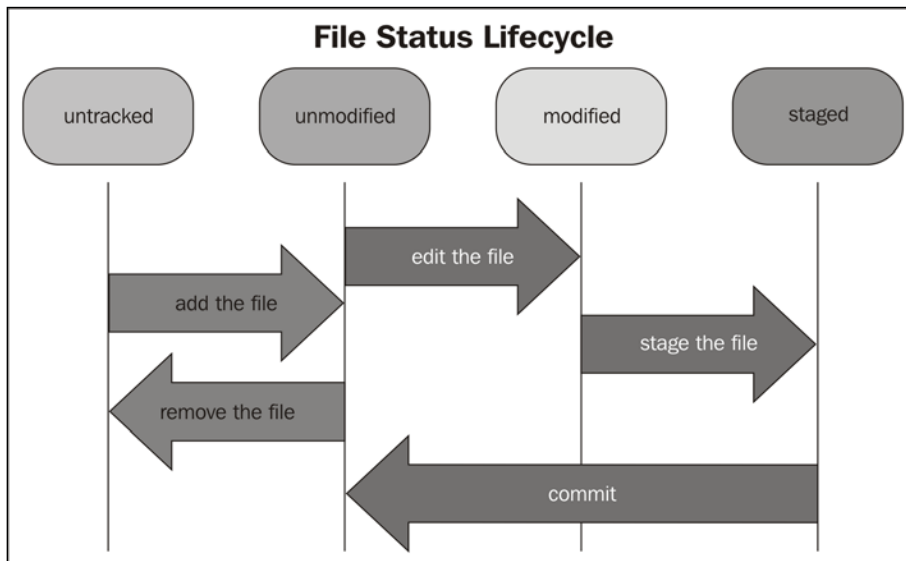 File Status Lifecycle
untracked
unmodified
modified
staged
edit the file
add the file
stage the file
remove the file
commit